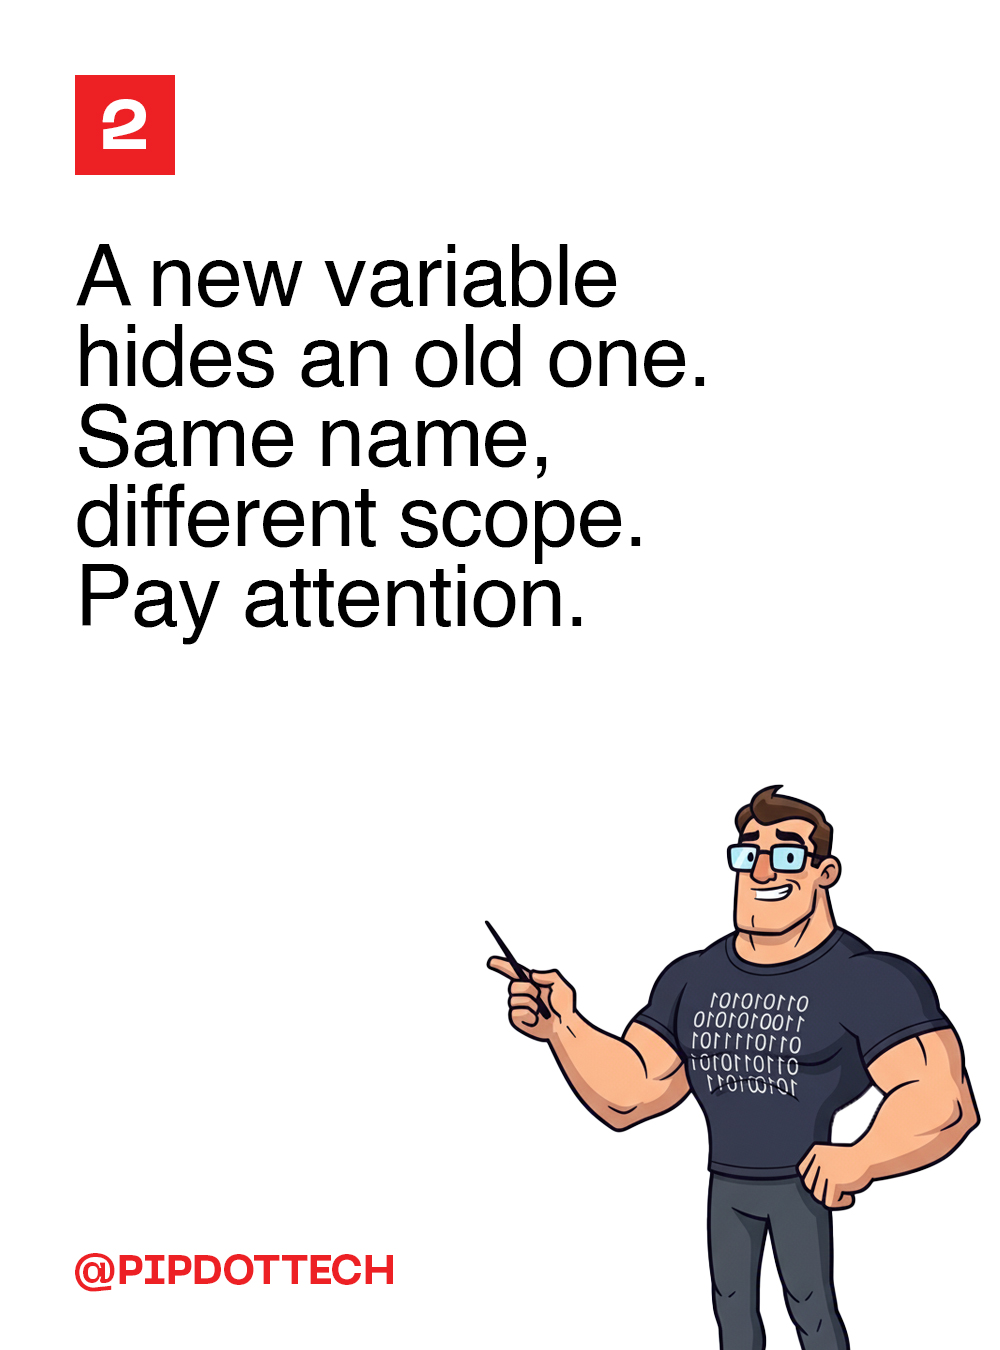 2
A new variable
hides an old one.
Same name,
different scope.
Pay attention.
@PIPDOTTECH